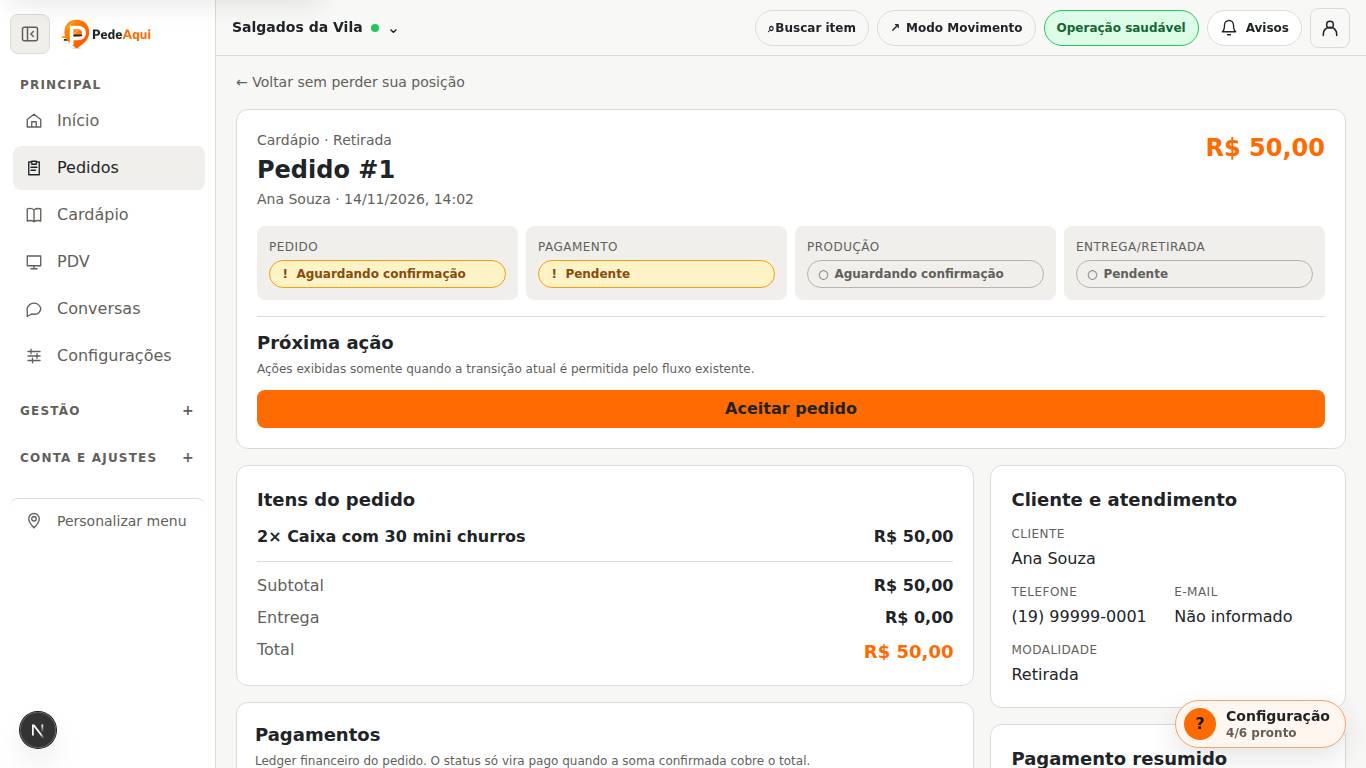 PedeAqui
PRINCIPAL
Início
Pedidos
Cardápio
PDV
Conversas
Configurações
GESTÃO +
CONTA E AJUSTES +
Personalizar menu
N
Salgados da Vila
Buscar item
↗ Modo Movimento
Operação saudável
Avisos
← Voltar sem perder sua posição
Cardápio · Retirada
Pedido #1
Ana Souza · 14/11/2026, 14:02
R$ 50,00
PEDIDO
! Aguardando confirmação
PAGAMENTO
! Pendente
PRODUÇÃO
○ Aguardando confirmação
ENTREGA/RETIRADA
○ Pendente
Próxima ação
Ações exibidas somente quando a transição atual é permitida pelo fluxo existente.
Aceitar pedido
Itens do pedido
2× Caixa com 30 mini churros R$ 50,00
Subtotal R$ 50,00
Entrega R$ 0,00
Total R$ 50,00
Pagamentos
Ledger financeiro do pedido. O status só vira pago quando a soma confirmada cobre o total.
Cliente e atendimento
CLIENTE
Ana Souza
TELEFONE
(19) 99999-0001
E-MAIL
Não informado
MODALIDADE
Retirada
Pagamento resumido
?
Configuração
4/6 pronto